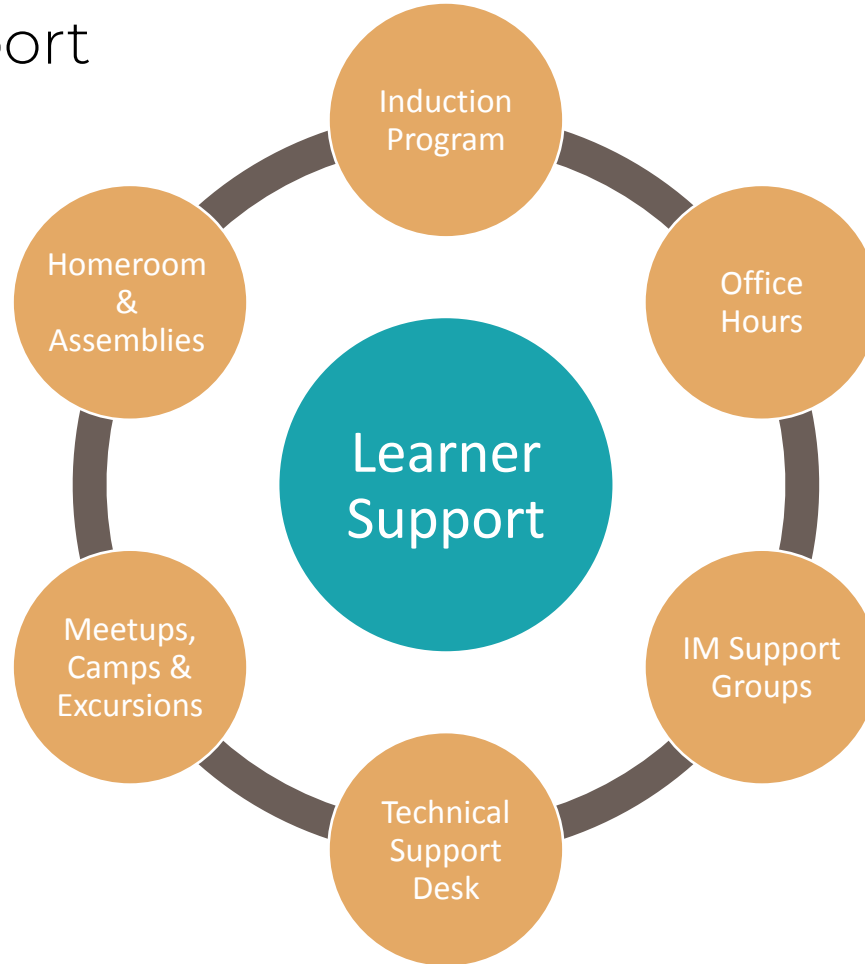 ort
Induction
Program
Office
Hours
IM Support
Groups
Technical
Support
Desk
Meetups,
Camps &
Excursions
Homeroom
&
Assemblies
Learner
Support